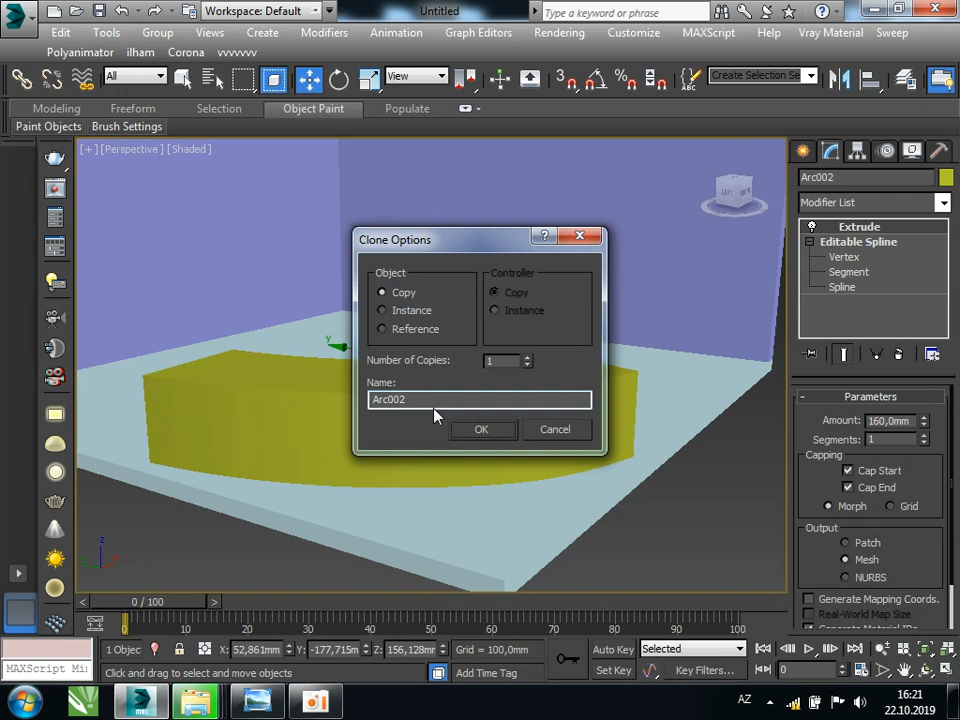 MAX
Workspace: Default
Untitled
Type a keyword or phrase
Edit Tools Group Views Create Modifiers Animation Graph Editors Rendering Customize MAXScript Help Vray Material Sweep
Polyanimator ilham Corona vvvvvvv
All
View
Create Selection Se
Modeling Freeform Selection Object Paint Populate
Paint Objects Brush Settings
[+] [Perspective] [Shaded]
Arc002
Modifier List
Extrude
Editable Spline
Vertex
Segment
Spline
Clone Options
Object
Copy
Instance
Reference
Controller
Copy
Instance
Number of Copies: 1
Name:
Arc002
OK Cancel
y
z
Parameters
Amount: 160,0mm
Segments: 1
Capping
Cap Start
Cap End
Morph Grid
Output
Patch
Mesh
NURBS
Generate Mapping Coords.
Real-World Map Size
Generate Material IDs
0 / 100
0 10 20 30 40 50 60 70 80 90 100
1 Objec X: 52,861m Y: -177,715m Z: 156,128m Grid = 100,0mm
Auto Key Selected
MAXScript Mi
Click and drag to select and move objects
Add Time Tag
Set Key Key Filters... 0
AZ
16:21
22.10.2019